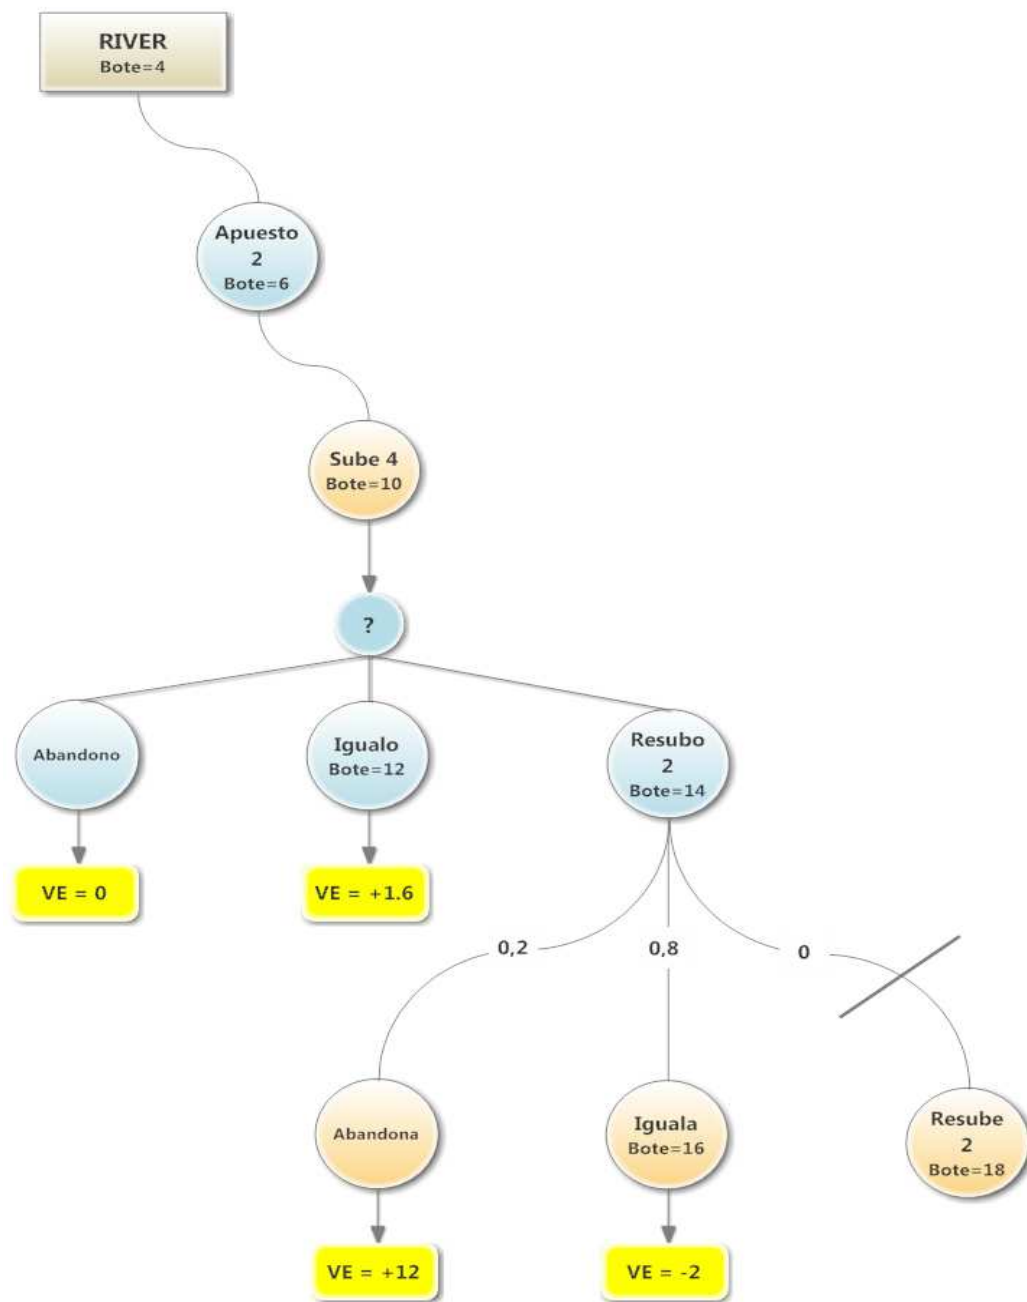 RIVER
Bote=4
Apuesto
2
Bote=6
Sube 4
Bote=10
?
Abandono
Igualo
Bote=12
Resubo
2
Bote=14
VE = 0
VE = +1.6
0,2
0,8
0
Abandona
Iguala
Bote=16
Resube
2
Bote=18
VE = +12
VE = -2